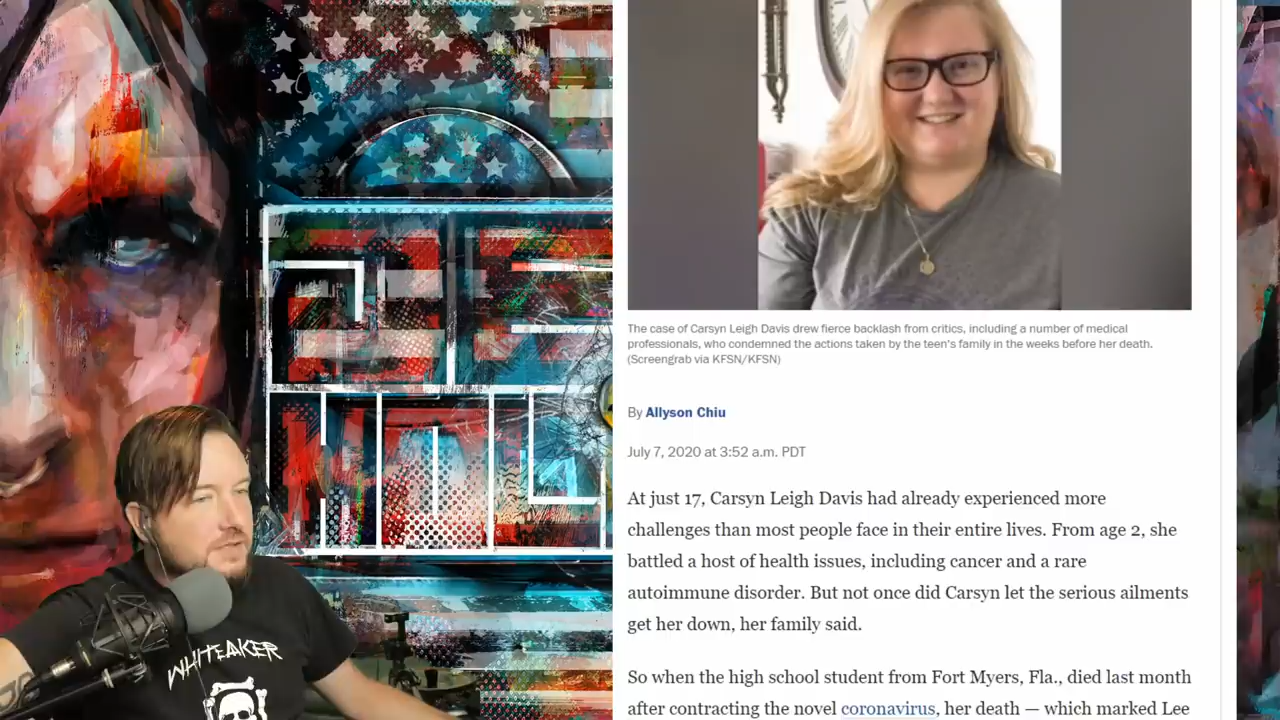 The case of Carsyn Leigh Davis drew fierce backlash from critics, including a number of medical
professionals, who condemned the actions taken by the teen's family in the weeks before her death.
(Screengrab via KFSN/KFSN)
By Allyson Chiu
July 7, 2020 at 3:52 a.m. PDT
At just 17, Carsyn Leigh Davis had already experienced more
challenges than most people face in their entire lives. From age 2, she
battled a host of health issues, including cancer and a rare
autoimmune disorder. But not once did Carsyn let the serious ailments
get her down, her family said.
So when the high school student from Fort Myers, Fla., died last month
after contracting the novel coronavirus, her death — which marked Lee
WHITEAKER